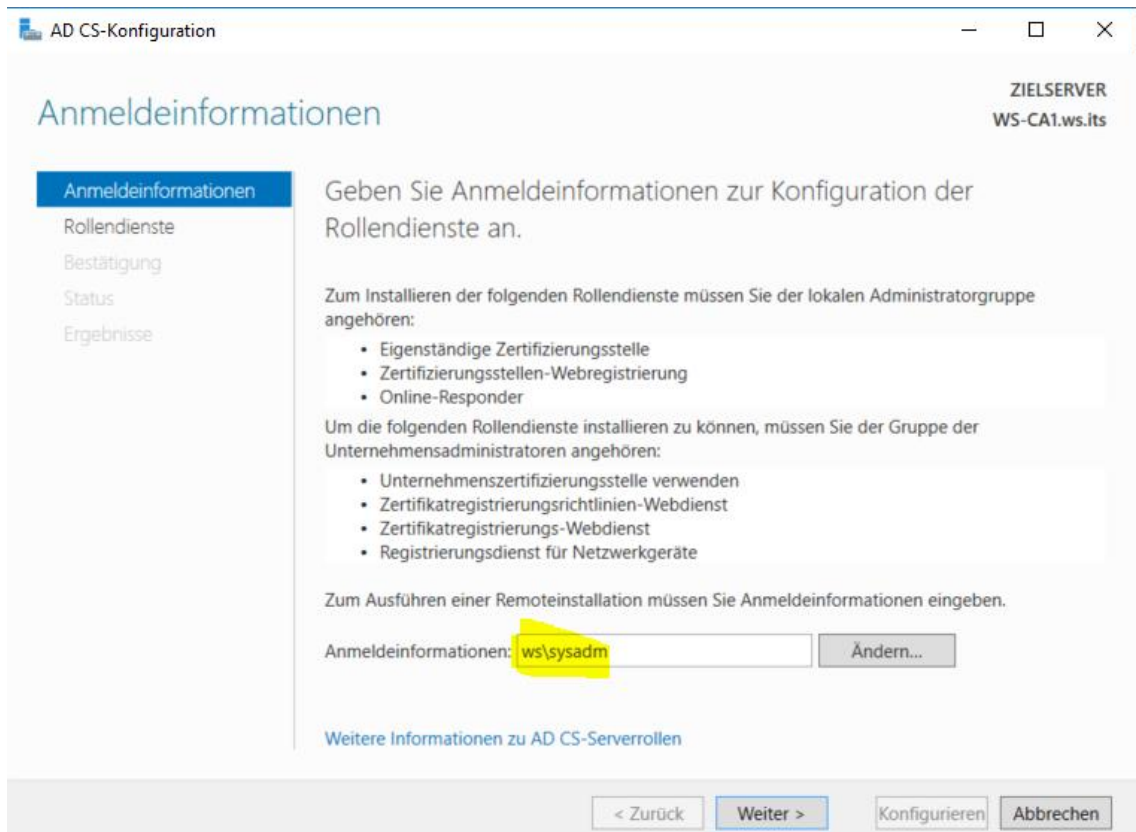 AD CS-Konfiguration
Anmeldeinformationen
ZIELSERVER
WS-CA1.ws.its
Anmeldeinformationen
Rollendienste
Bestätigung
Status
Ergebnisse
Geben Sie Anmeldeinformationen zur Konfiguration der
Rollendienste an.
Zum Installieren der folgenden Rollendienste müssen Sie der lokalen Administratorgruppe
angehören:
• Eigenständige Zertifizierungsstelle
• Zertifizierungsstellen-Webregistrierung
• Online-Responder
Um die folgenden Rollendienste installieren zu können, müssen Sie der Gruppe der
Unternehmensadministratoren angehören:
• Unternehmenszertifizierungsstelle verwenden
• Zertifikatregistrierungsrichtlinien-Webdienst
• Zertifikatregistrierungs-Webdienst
• Registrierungsdienst für Netzwerkgeräte
Zum Ausführen einer Remoteinstallation müssen Sie Anmeldeinformationen eingeben.
Anmeldeinformationen: ws\sysadm Ändern...
Weitere Informationen zu AD CS-Serverrollen
< Zurück Weiter > Konfigurieren Abbrechen